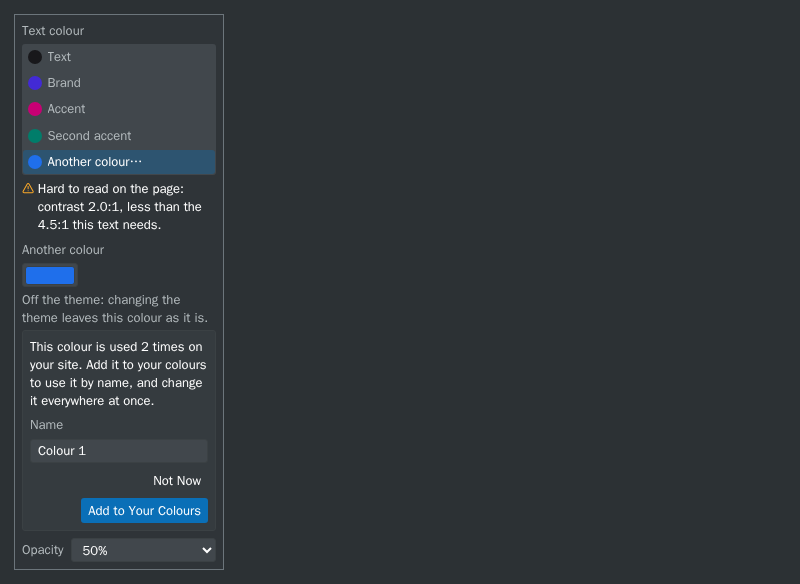 Text colour
Text
Brand
Accent
Second accent
Another colour⋯
Hard to read on the page:
contrast 2.0:1, less than the
4.5:1 this text needs.
Another colour
Off the theme: changing the
theme leaves this colour as it is.
This colour is used 2 times on
your site. Add it to your colours
to use it by name, and change
it everywhere at once.
Name
Colour 1
Not Now
Add to Your Colours
Opacity 50%